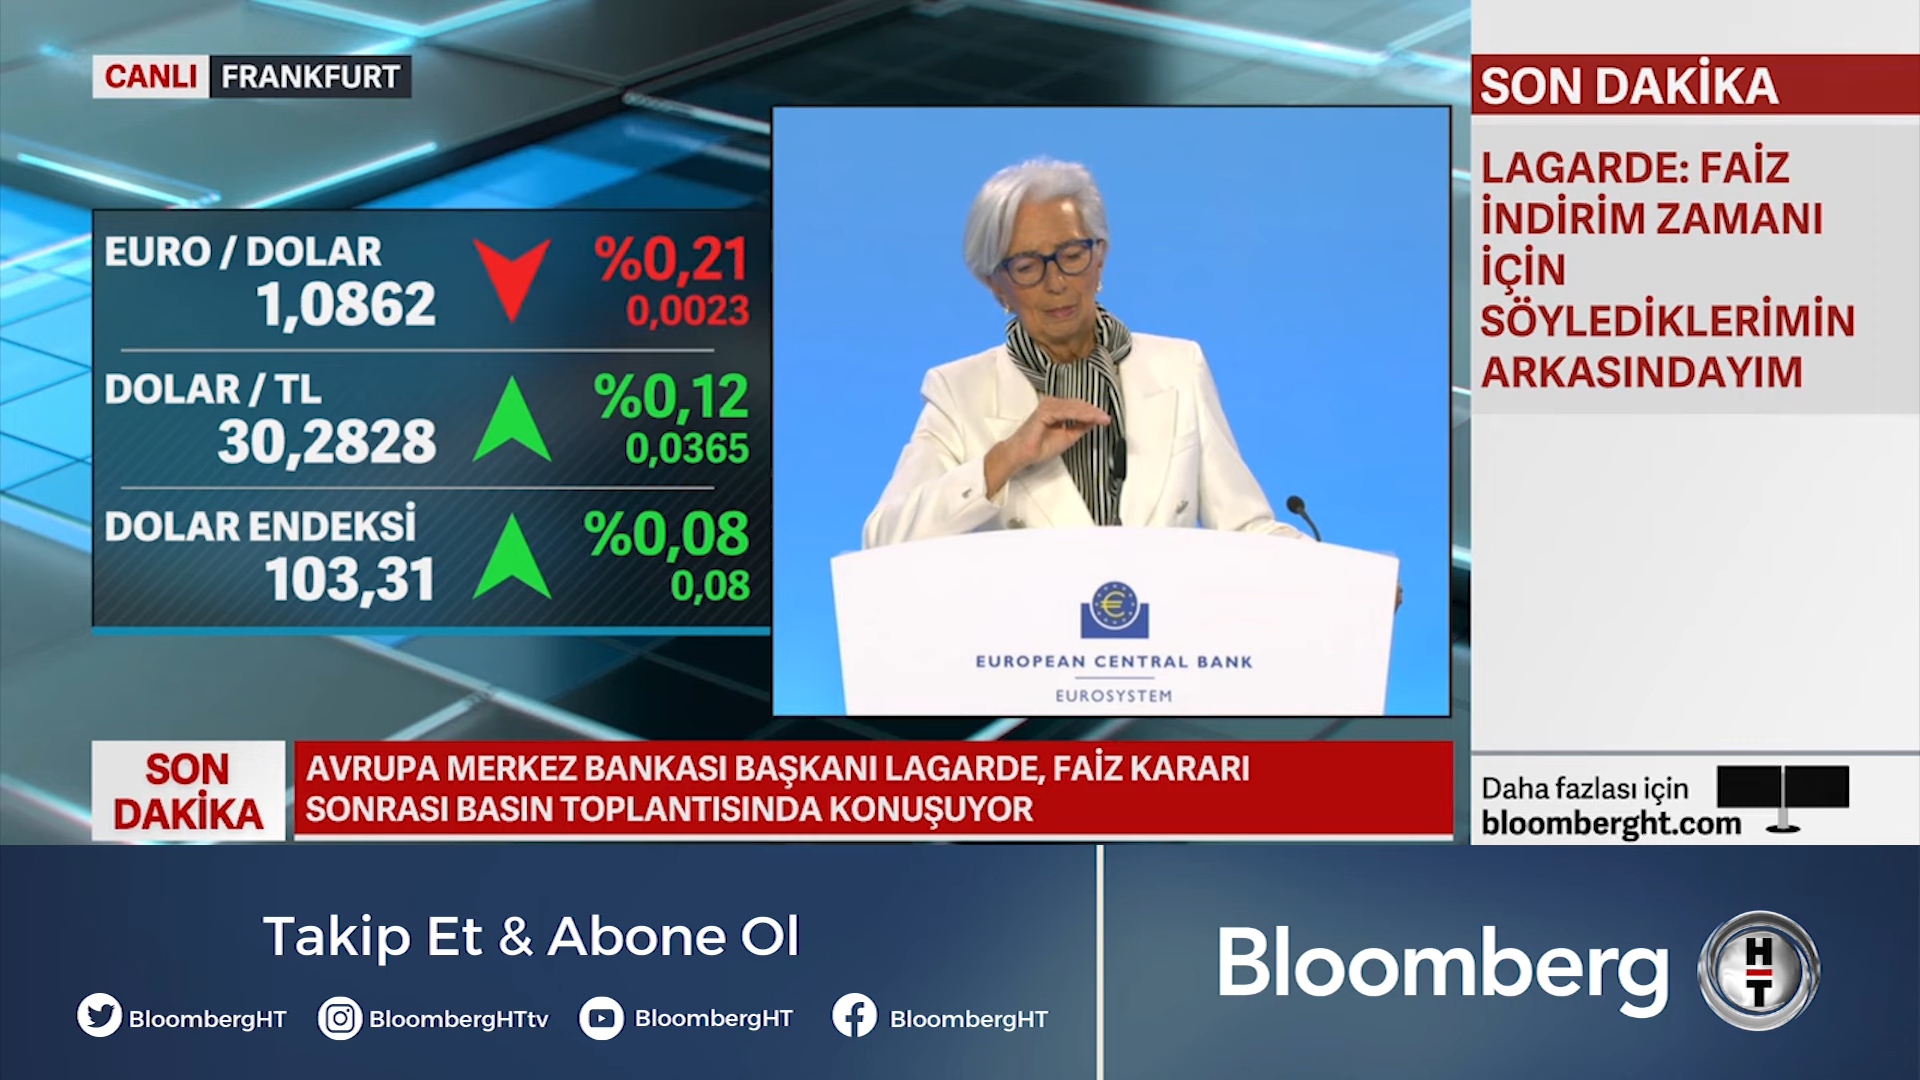 CANLI FRANKFURT
EURO / DOLAR
1,0862
%0,21
0,0023
DOLAR / TL
30,2828
%0,12
0,0365
DOLAR ENDEKSİ
103,31
%0,08
0,08
EUROPEAN CENTRAL BANK
EUROSYSTEM
SON DAKİKA
LAGARDE: FAİZ
İNDİRİM ZAMANI
İÇİN
SÖYLEDİKLERİMİN
ARKASINDAYIM
Daha fazlası için
bloomberght.com
SON
DAKİKA
AVRUPA MERKEZ BANKASI BAŞKANI LAGARDE, FAİZ KARARI
SONRASI BASIN TOPLANTISINDA KONUŞUYOR
Takip Et & Abone Ol
BloombergHT BloombergHTtv BloombergHT BloombergHT
Bloomberg HT